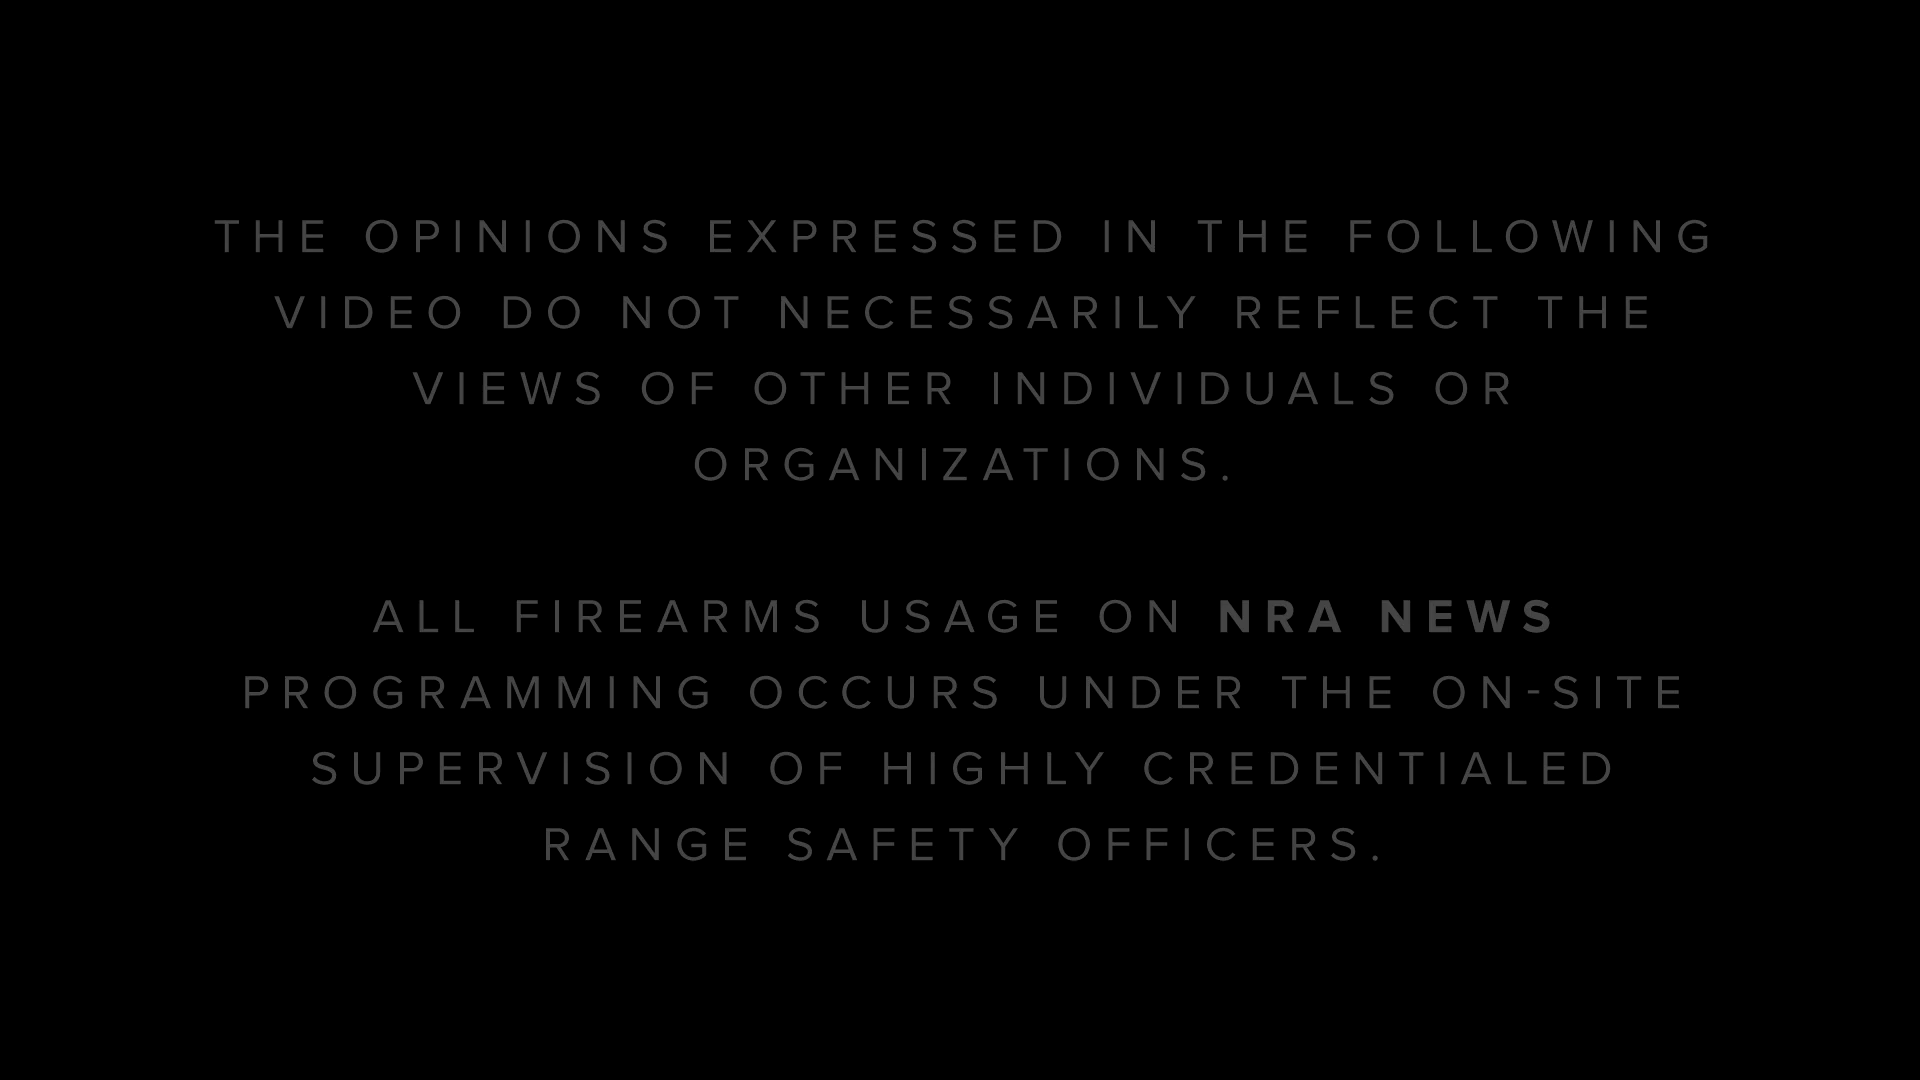 THE OPINIONS EXPRESSED IN THE FOLLOWING
VIDEO DO NOT NECESSARILY REFLECT THE
VIEWS OF OTHER INDIVIDUALS OR
ORGANIZATIONS.
ALL FIREARMS USAGE ON NRA NEWS
PROGRAMMING OCCURS UNDER THE ON-SITE
SUPERVISION OF HIGHLY CREDENTIALED
RANGE SAFETY OFFICERS.